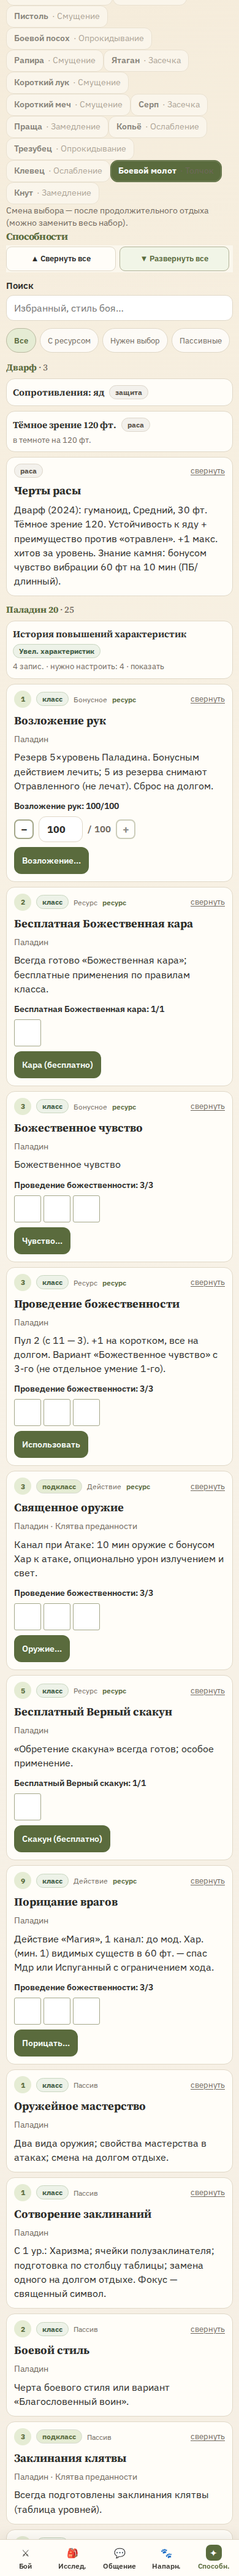 Пистоль · Смущение
Боевой посох · Опрокидывание
Рапира · Смущение Ятаган · Засечка
Короткий лук · Смущение
Короткий меч · Смущение Серп · Засечка
Праща · Замедление Копьё · Ослабление
Трезубец · Опрокидывание
Клевец · Ослабление Боевой молот
Кнут · Замедление
Смена выбора — после продолжительного отдыха
(можно заменить весь набор).
Способности
▲ Свернуть все ▼ Развернуть все
Поиск
Избранный, стиль боя...
Все С ресурсом Нужен выбор Пассивные
Дварф · 3
Сопротивления: яд защита
Тёмное зрение 120 фт. раса
в темноте на 120 фт.
раса свернуть
Черты расы
Дварф (2024): гуманоид, Средний, 30 фт.
Тёмное зрение 120. Устойчивость к яду +
преимущество против «отравлен». +1 макс.
хитов за уровень. Знание камня: бонусом
чувство вибрации 60 фт на 10 мин (ПБ/
длинный).
Паладин 20 · 25
История повышений характеристик
Увел. характеристик
4 запис. · нужно настроить: 4 · показать
1 класс Бонусное ресурс свернуть
Возложение рук
Паладин
Резерв 5×уровень Паладина. Бонусным
действием лечить; 5 из резерва снимают
Отравленного (не лечат). Сброс на долгом.
Возложение рук: 100/100
− 100 / 100 +
Возложение...
2 класс Ресурс ресурс свернуть
Бесплатная Божественная кара
Паладин
Всегда готово «Божественная кара»;
бесплатные применения по правилам
класса.
Бесплатная Божественная кара: 1/1
Кара (бесплатно)
3 класс Бонусное ресурс свернуть
Божественное чувство
Паладин
Божественное чувство
Проведение божественности: 3/3
Чувство...
3 класс Ресурс ресурс свернуть
Проведение божественности
Паладин
Пул 2 (с 11 — 3). +1 на коротком, все на
долгом. Вариант «Божественное чувство» с
3-го (не отдельное умение 1-го).
Проведение божественности: 3/3
Использовать
3 подкласс Действие ресурс свернуть
Священное оружие
Паладин · Клятва преданности
Канал при Атаке: 10 мин оружие с бонусом
Хар к атаке, опционально урон излучением и
свет.
Проведение божественности: 3/3
Оружие...
5 класс Ресурс ресурс свернуть
Бесплатный Верный скакун
Паладин
«Обретение скакуна» всегда готов; особое
применение.
Бесплатный Верный скакун: 1/1
Скакун (бесплатно)
9 класс Действие ресурс свернуть
Порицание врагов
Паладин
Действие «Магия», 1 канал: до мод. Хар.
(мин. 1) видимых существ в 60 фт. — спас
Мдр или Испуганный с ограничением хода.
Проведение божественности: 3/3
Порицать...
1 класс Пассив свернуть
Оружейное мастерство
Паладин
Два вида оружия; свойства мастерства в
атаках; смена на долгом отдыхе.
1 класс Пассив свернуть
Сотворение заклинаний
Паладин
С 1 ур.: Харизма; ячейки полузаклинателя;
подготовка по столбцу таблицы; замена
одного на долгом отдыхе. Фокус —
священный символ.
2 класс Пассив свернуть
Боевой стиль
Паладин
Черта боевого стиля или вариант
«Благословенный воин».
3 подкласс Пассив свернуть
Заклинания клятвы
Паладин · Клятва преданности
Всегда подготовлены заклинания клятвы
(таблица уровней).
Бой Исслед. Общение Напарн. Способн.